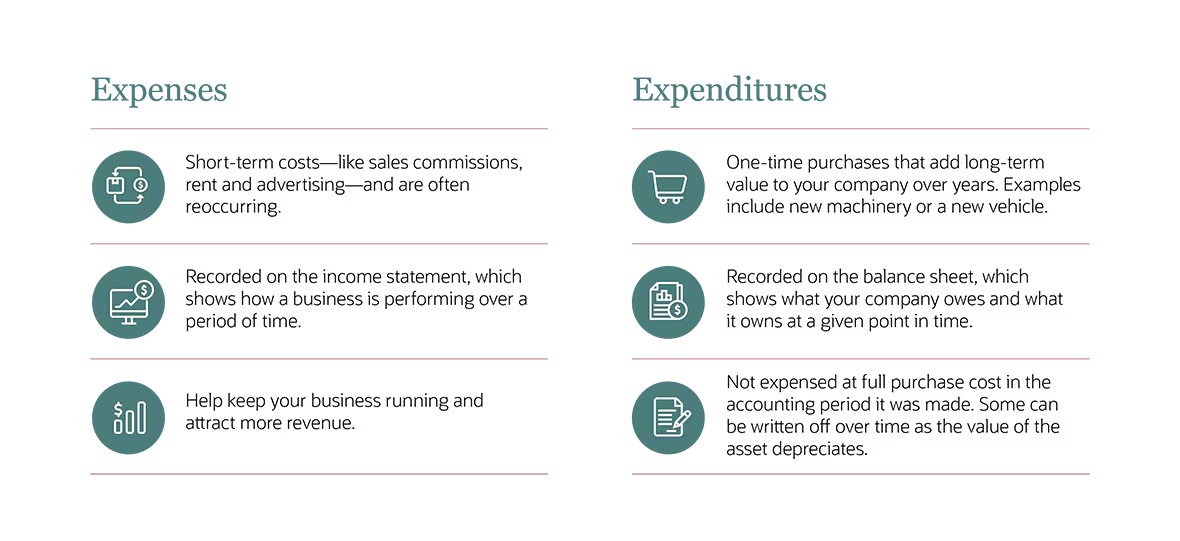 Expenses
Short-term costs—like sales commissions,
rent and advertising—and are often
reoccurring.
Recorded on the income statement, which
shows how a business is performing over a
period of time.
Help keep your business running and
attract more revenue.
Expenditures
One-time purchases that add long-term
value to your company over years. Examples
include new machinery or a new vehicle.
Recorded on the balance sheet, which
shows what your company owes and what
it owns at a given point in time.
Not expensed at full purchase cost in the
accounting period it was made. Some can
be written off over time as the value of the
asset depreciates.